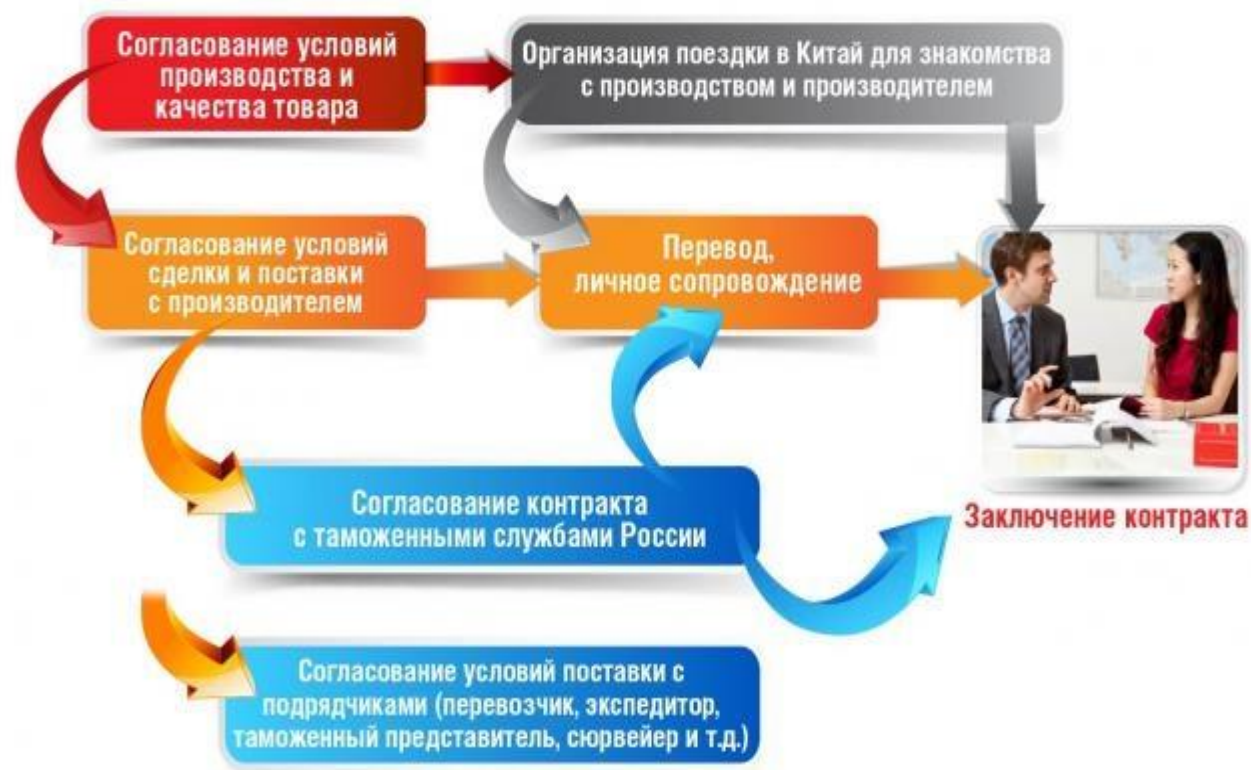 Согласование условий
производства и
качества товара
Организация поездки в Китай для знакомства
с производством и производителем
Согласование условий
сделки и поставки
с производителем
Перевод,
личное сопровождение
Согласование контракта
с таможенными службами России
Заключение контракта
Согласование условий поставки с
подрядчиками (перевозчик, экспедитор,
таможенный представитель, сюрвейер и т.д.)